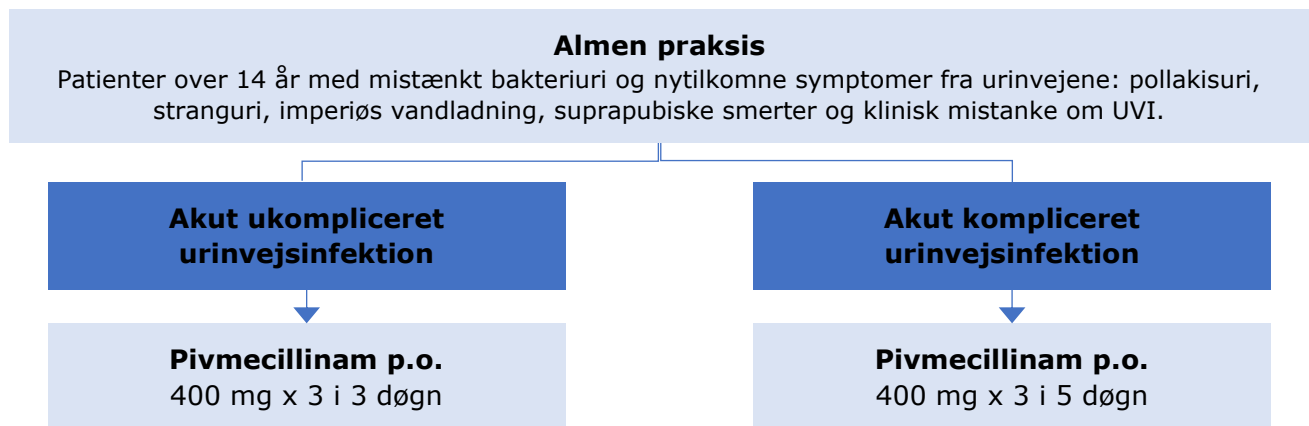 Almen praksis
Patienter over 14 år med mistænkt bakteriuri og nytilkomne symptomer fra urinvejene: pollakisuri,
stranguri, imperiøs vandladning, suprapubiske smerter og klinisk mistanke om UVI.
Akut ukompliceret
urinvejsinfektion
Akut kompliceret
urinvejsinfektion
Pivmecillinam p.o.
400 mg x 3 i 3 døgn
Pivmecillinam p.o.
400 mg x 3 i 5 døgn